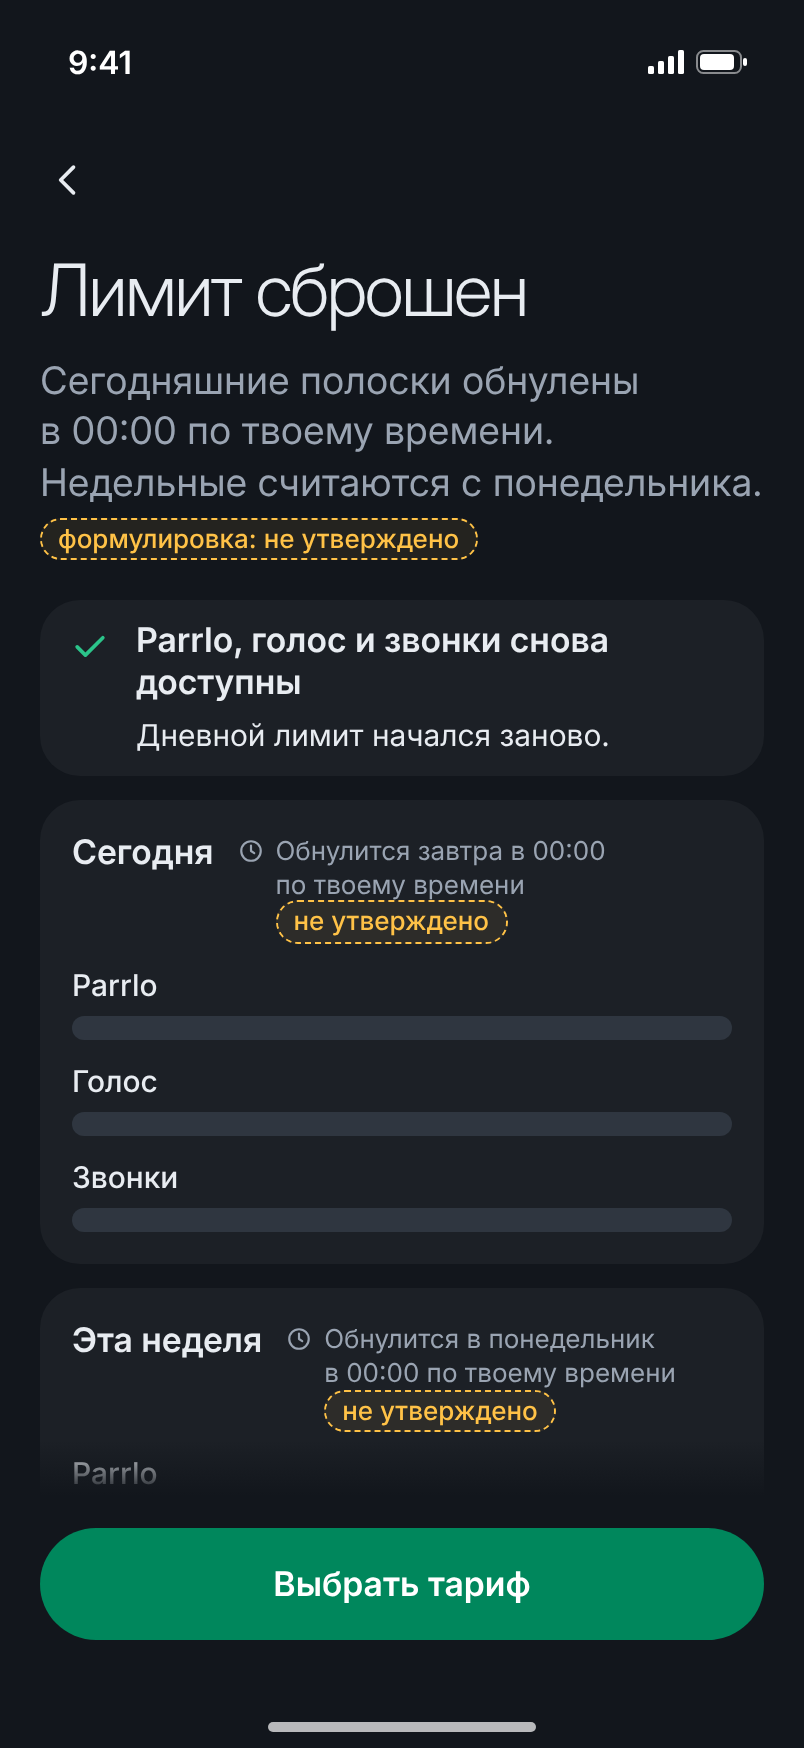 9:41
Лимит сброшен
Сегодняшние полоски обнулены
в 00:00 по твоему времени.
Недельные считаются с понедельника.
формулировка: не утверждено
Parrlo, голос и звонки снова
доступны
Дневной лимит начался заново.
Сегодня
Обнулится завтра в 00:00
по твоему времени
не утверждено
Parrlo
Голос
Звонки
Эта неделя
Обнулится в понедельник
в 00:00 по твоему времени
не утверждено
Parrlo
Выбрать тариф